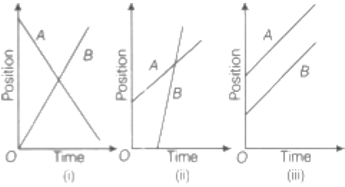 Position
A
B
O
Time
(i)
Position
A
B
O
Time
(ii)
Position
A
B
O
Time
(iii)